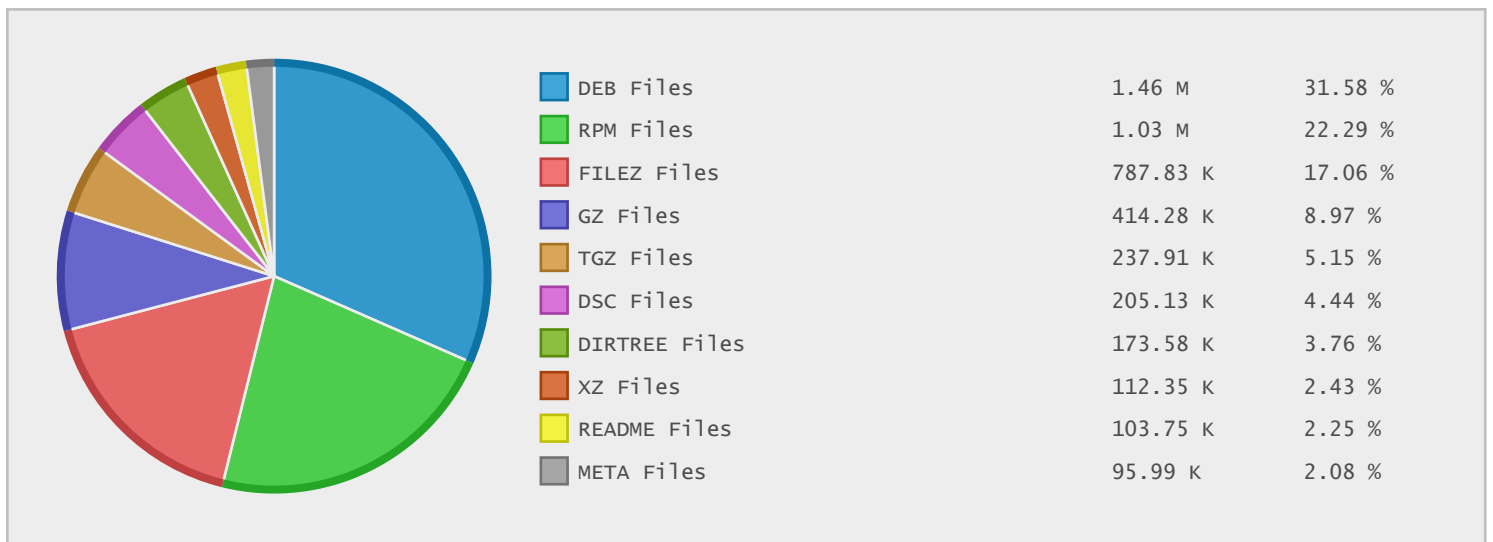 DEB Files 1.46 M 31.58 %
RPM Files 1.03 M 22.29 %
FILEZ Files 787.83 K 17.06 %
GZ Files 414.28 K 8.97 %
TGZ Files 237.91 K 5.15 %
DSC Files 205.13 K 4.44 %
DIRTREE Files 173.58 K 3.76 %
XZ Files 112.35 K 2.43 %
README Files 103.75 K 2.25 %
META Files 95.99 K 2.08 %